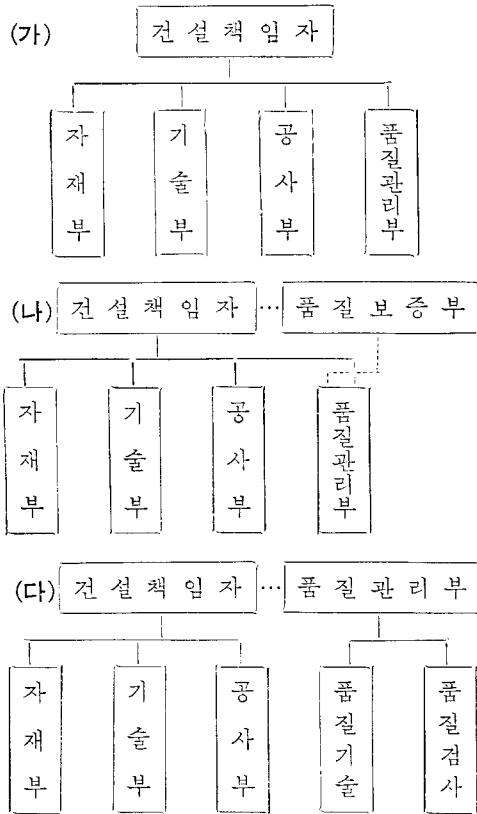 (가) 건설책임자
자재부 기술부 공사부 품질관리부
(나) 건설책임자 … 품질보증부
자재부 기술부 공사부 품질관리부
(다) 건설책임자 … 품질관리부
자재부 기술부 공사부 품질기술 품질검사